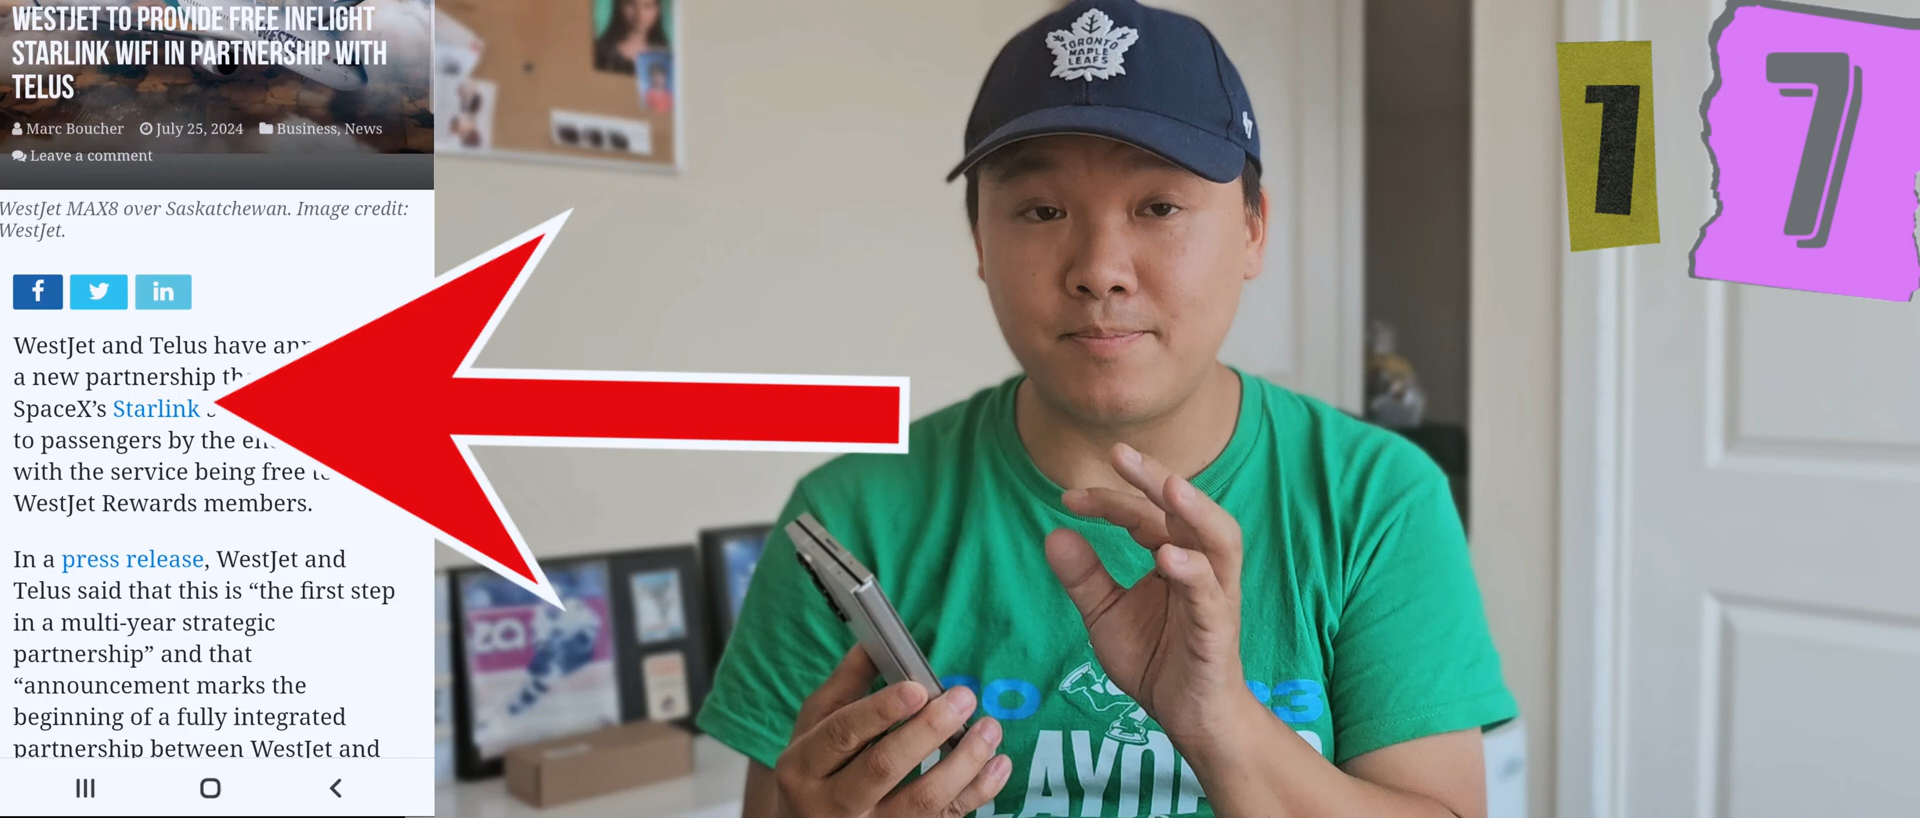 WESTJET TO PROVIDE FREE INFLIGHT
STARLINK WIFI IN PARTNERSHIP WITH
TELUS
Marc Boucher July 25, 2024 Business, News
Leave a comment
WestJet MAX8 over Saskatchewan. Image credit:
WestJet.
WestJet and Telus have
a new partnership
SpaceX’s Starlink
to passengers by the
with the service being free
WestJet Rewards members.
In a press release, WestJet and
Telus said that this is “the first step
in a multi-year strategic
partnership” and that
“announcement marks the
beginning of a fully integrated
partnership between WestJet and
TORONTO
MAPLE
LEAFS
1 7